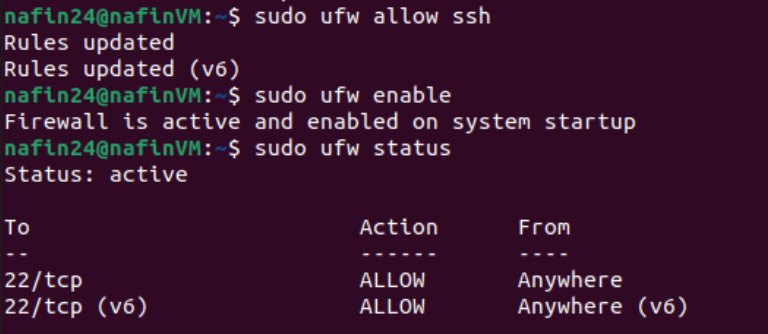 nafin24@nafinVM:~$ sudo ufw allow ssh
Rules updated
Rules updated (v6)
nafin24@nafinVM:~$ sudo ufw enable
Firewall is active and enabled on system startup
nafin24@nafinVM:~$ sudo ufw status
Status: active

To                         Action      From
--                         ------      ----
22/tcp                     ALLOW       Anywhere
22/tcp (v6)                ALLOW       Anywhere (v6)